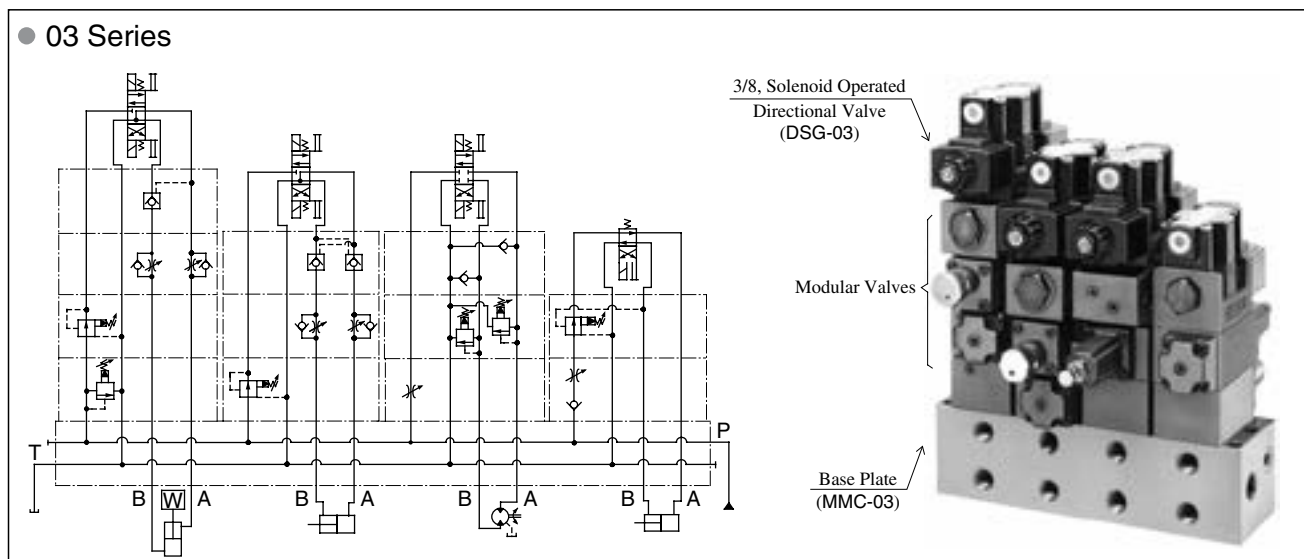 03 Series
3/8, Solenoid Operated
Directional Valve
(DSG-03)
Modular Valves
Base Plate
(MMC-03)
T
P
B W A
B A
B A
B A